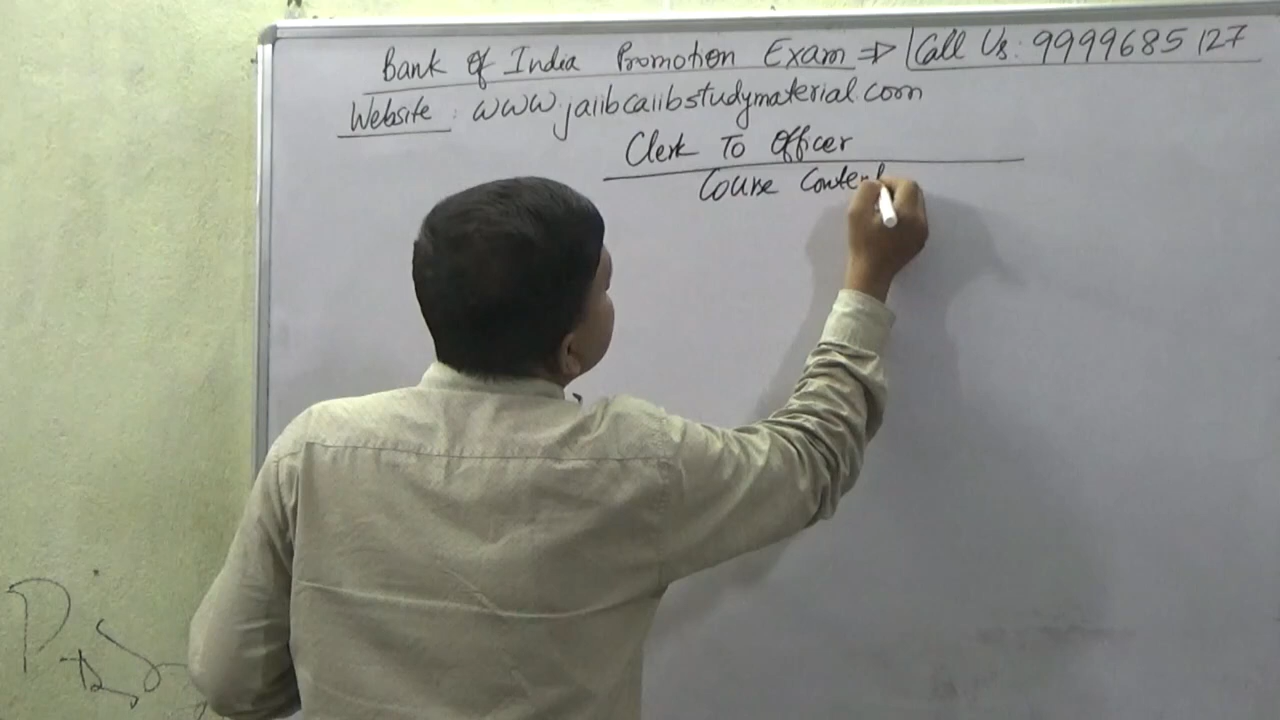 Bank Of India Promotion Exam ⇒ Call Us: 9999685127
Website: www.jaiibcaiibstudymaterial.com
Clerk To Officer
Course Content